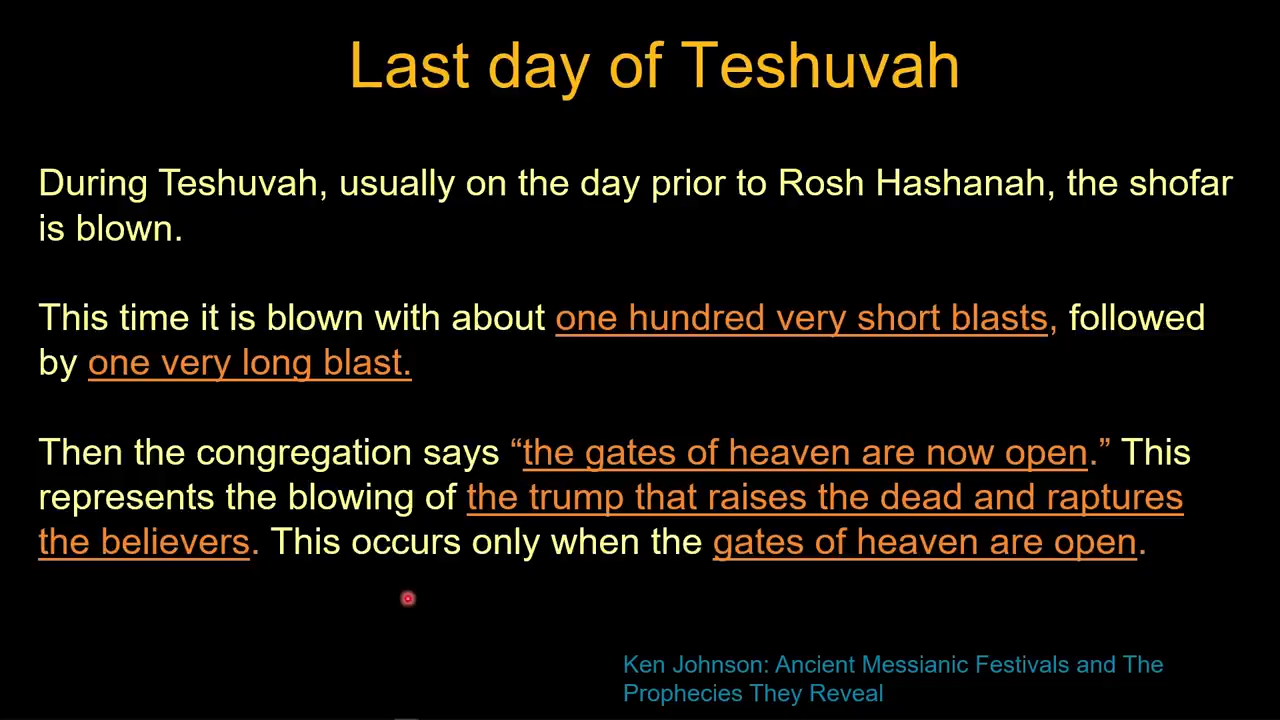 Last day of Teshuvah
During Teshuvah, usually on the day prior to Rosh Hashanah, the shofar
is blown.
This time it is blown with about one hundred very short blasts, followed
by one very long blast.
Then the congregation says “the gates of heaven are now open.” This
represents the blowing of the trump that raises the dead and raptures
the believers. This occurs only when the gates of heaven are open.
Ken Johnson: Ancient Messianic Festivals and The
Prophecies They Reveal